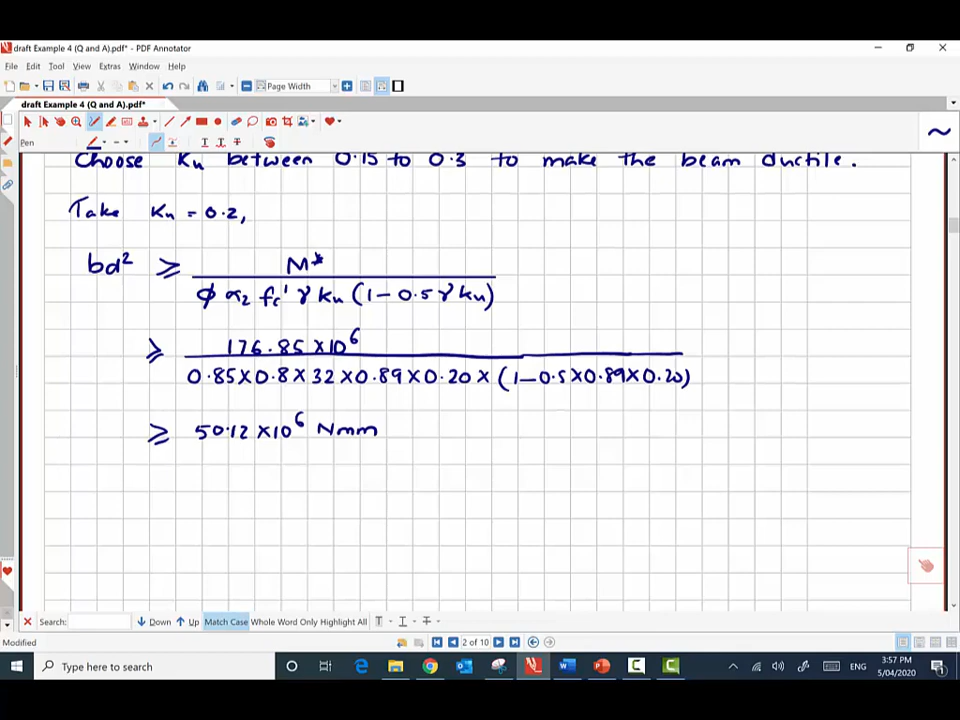 draft Example 4 (Q and A).pdf* - PDF Annotator
File Edit Tool View Extras Window Help
Page Width
draft Example 4 (Q and A).pdf*
Pen
Choose Ku between 0.15 to 0.3 to make the beam ductile.
Take Ku = 0.2,
bd² ⩾ M* / ϕ α₂ fc' γ ku (1 - 0.5 γ ku)
⩾ 176.85 × 10⁶ / 0.85 × 0.8 × 32 × 0.89 × 0.20 × (1 - 0.5 × 0.89 × 0.20)
⩾ 50.12 × 10⁶ Nmm
Search: Down Up Match Case Whole Word Only Highlight All
Modified 2 of 10
Type here to search
ENG
3:57 PM
5/04/2020